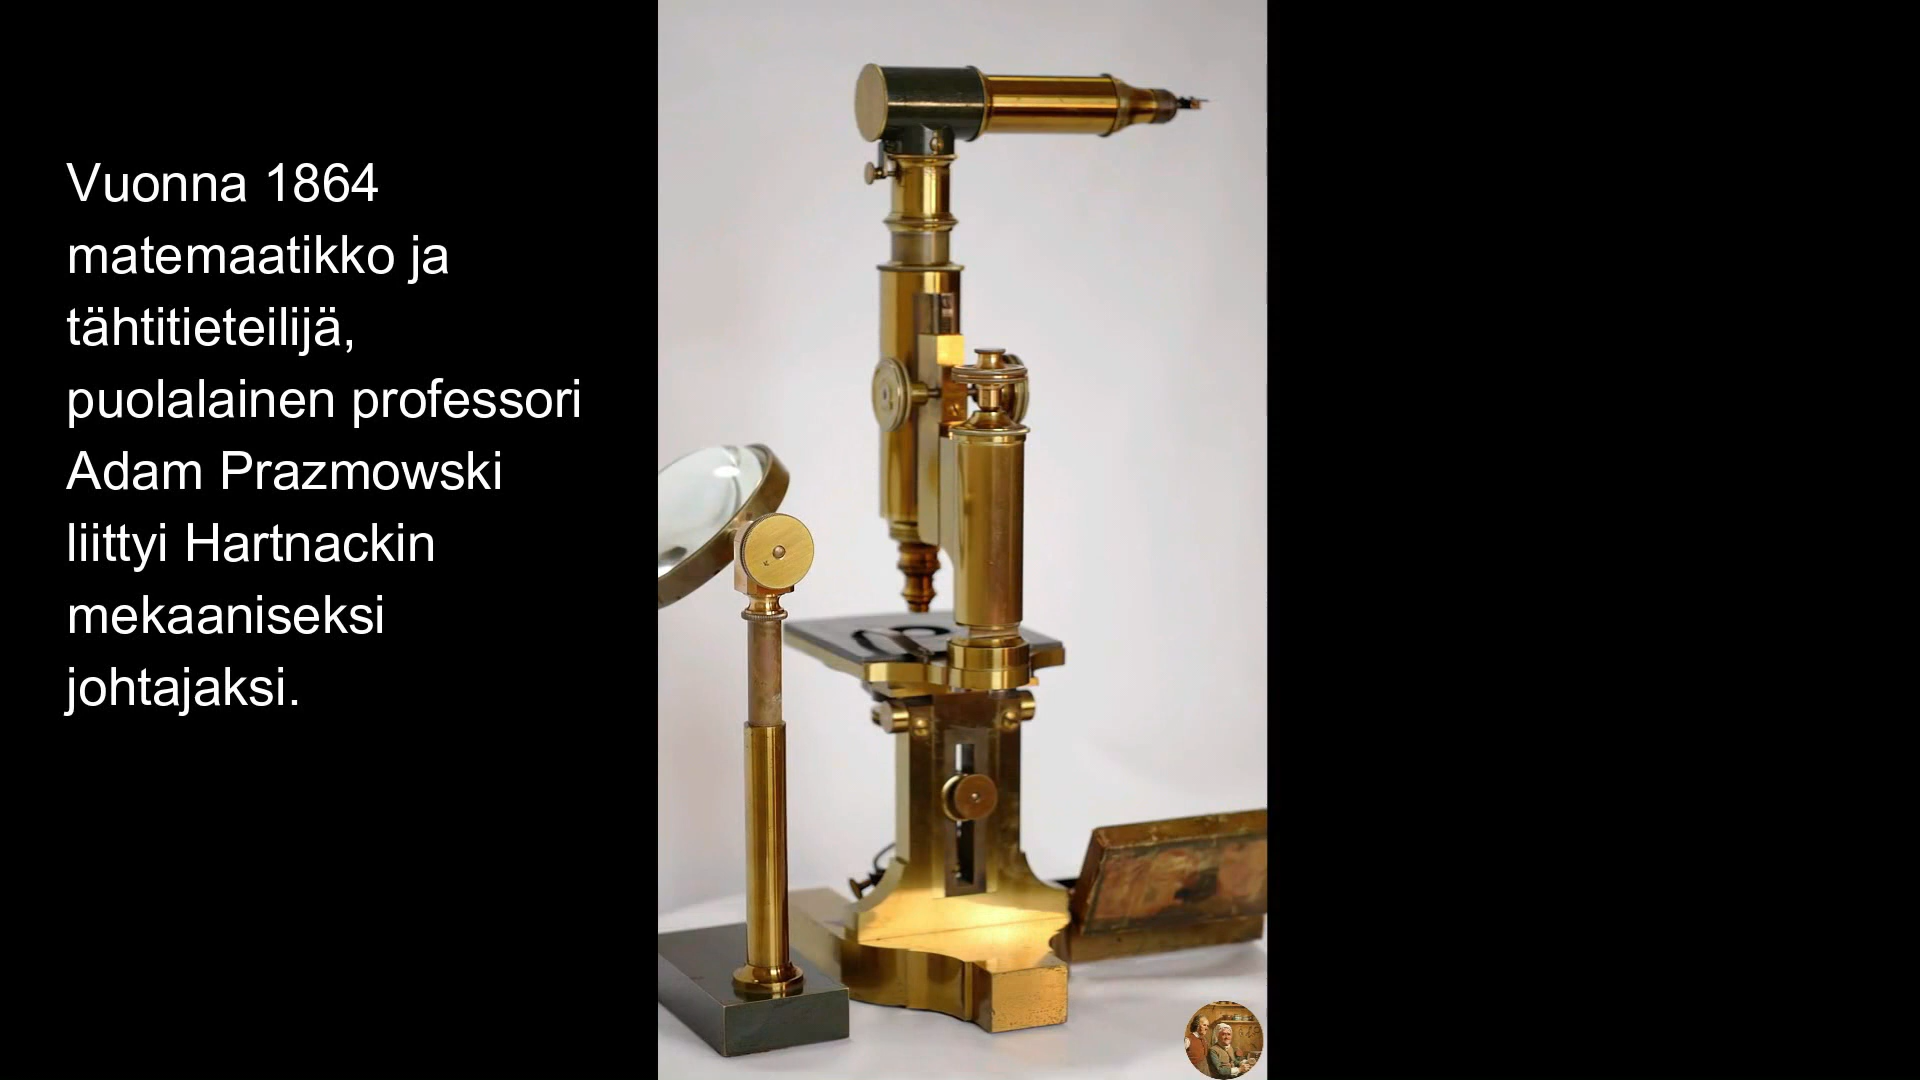 Vuonna 1864
matemaatikko ja
tähtitieteilijä,
puolalainen professori
Adam Prazmowski
liittyi Hartnackin
mekaaniseksi
johtajaksi.